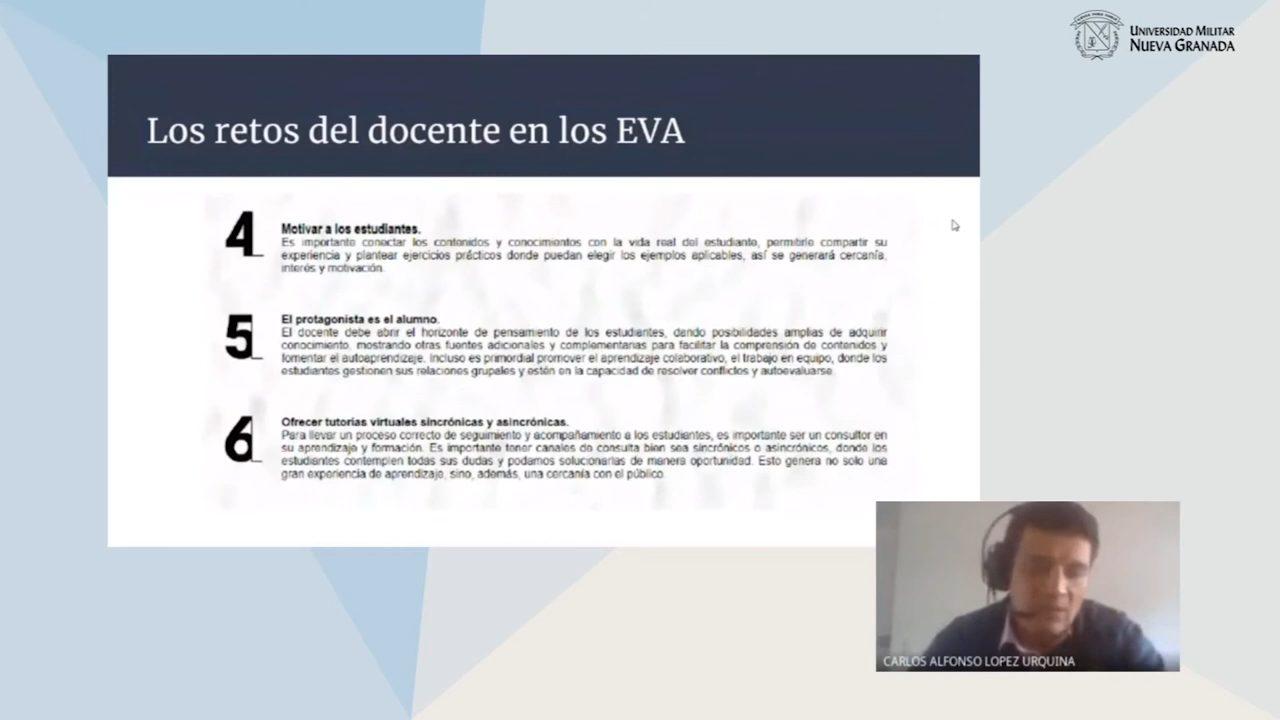 UNIVERSIDAD MILITAR
NUEVA GRANADA
Los retos del docente en los EVA
4
Motivar a los estudiantes.
Es importante conectar los contenidos y conocimientos con la vida real del estudiante, permitirle compartir su
experiencia y plantear ejercicios prácticos donde puedan elegir los ejemplos aplicables, así se generará cercanía,
interés y motivación.
5
El protagonista es el alumno.
El docente debe abrir el horizonte de pensamiento de los estudiantes, dando posibilidades amplias de adquirir
conocimiento, mostrando otras fuentes adicionales y complementarias para facilitar la comprensión de contenidos y
fomentar el autoaprendizaje. Incluso es primordial promover el aprendizaje colaborativo, el trabajo en equipo, donde los
estudiantes gestionen sus relaciones grupales y estén en la capacidad de resolver conflictos y autoevaluarse.
6
Ofrecer tutorías virtuales sincrónicas y asincrónicas.
Para llevar un proceso correcto de seguimiento y acompañamiento a los estudiantes, es importante ser un consultor en
su aprendizaje y formación. Es importante tener canales de consulta bien sea sincrónicos o asincrónicos, donde los
estudiantes contemplen todas sus dudas y podamos solucionarlas de manera oportunidad. Esto genera no solo una
gran experiencia de aprendizaje, sino, además, una cercanía con el público.
CARLOS ALFONSO LOPEZ URQUINA